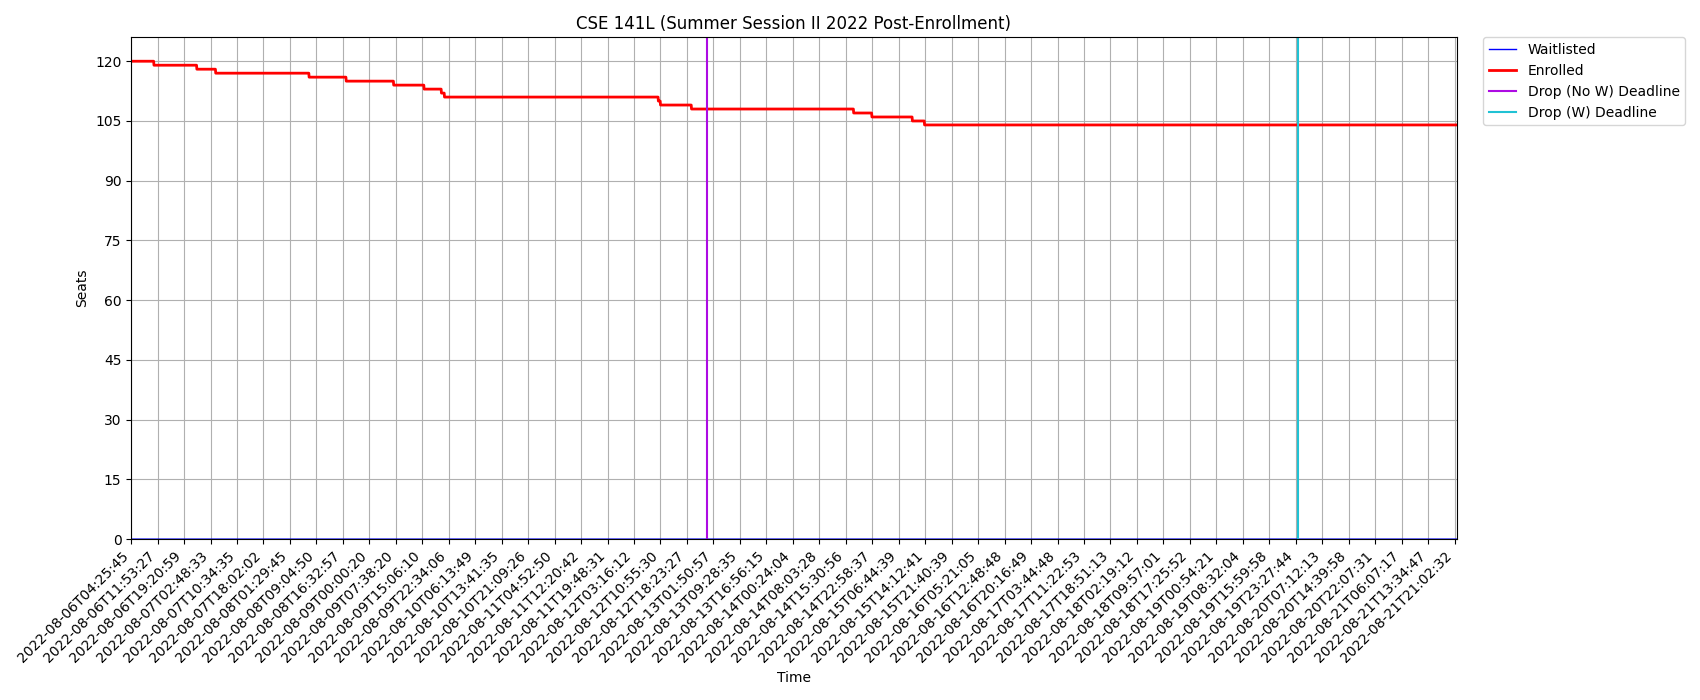 CSE 141L (Summer Session II 2022 Post-Enrollment)
Waitlisted
Enrolled
Drop (No W) Deadline
Drop (W) Deadline
120
105
90
75
60
45
30
15
0
Seats
2022-08-06T04:25:45
2022-08-06T11:53:27
2022-08-06T19:20:59
2022-08-07T02:48:33
2022-08-07T10:34:35
2022-08-07T18:02:02
2022-08-08T01:29:45
2022-08-08T09:04:50
2022-08-08T16:32:57
2022-08-09T00:00:20
2022-08-09T07:38:20
2022-08-09T15:06:10
2022-08-09T22:34:06
2022-08-10T06:13:49
2022-08-10T13:41:35
2022-08-10T21:09:26
2022-08-11T04:52:50
2022-08-11T12:20:42
2022-08-11T19:48:31
2022-08-12T03:16:12
2022-08-12T10:55:30
2022-08-12T18:23:27
2022-08-13T01:50:57
2022-08-13T09:28:35
2022-08-13T16:56:15
2022-08-14T00:24:04
2022-08-14T08:03:28
2022-08-14T15:30:56
2022-08-14T22:58:37
2022-08-15T06:44:39
2022-08-15T14:12:41
2022-08-15T21:40:39
2022-08-16T05:21:05
2022-08-16T12:48:48
2022-08-16T20:16:49
2022-08-17T03:44:48
2022-08-17T11:22:53
2022-08-17T18:51:13
2022-08-18T02:19:12
2022-08-18T09:57:01
2022-08-18T17:25:52
2022-08-19T00:54:21
2022-08-19T08:32:04
2022-08-19T15:59:58
2022-08-19T23:27:44
2022-08-20T07:12:13
2022-08-20T14:39:58
2022-08-20T22:07:31
2022-08-21T06:07:17
2022-08-21T13:34:47
2022-08-21T21:02:32
Time